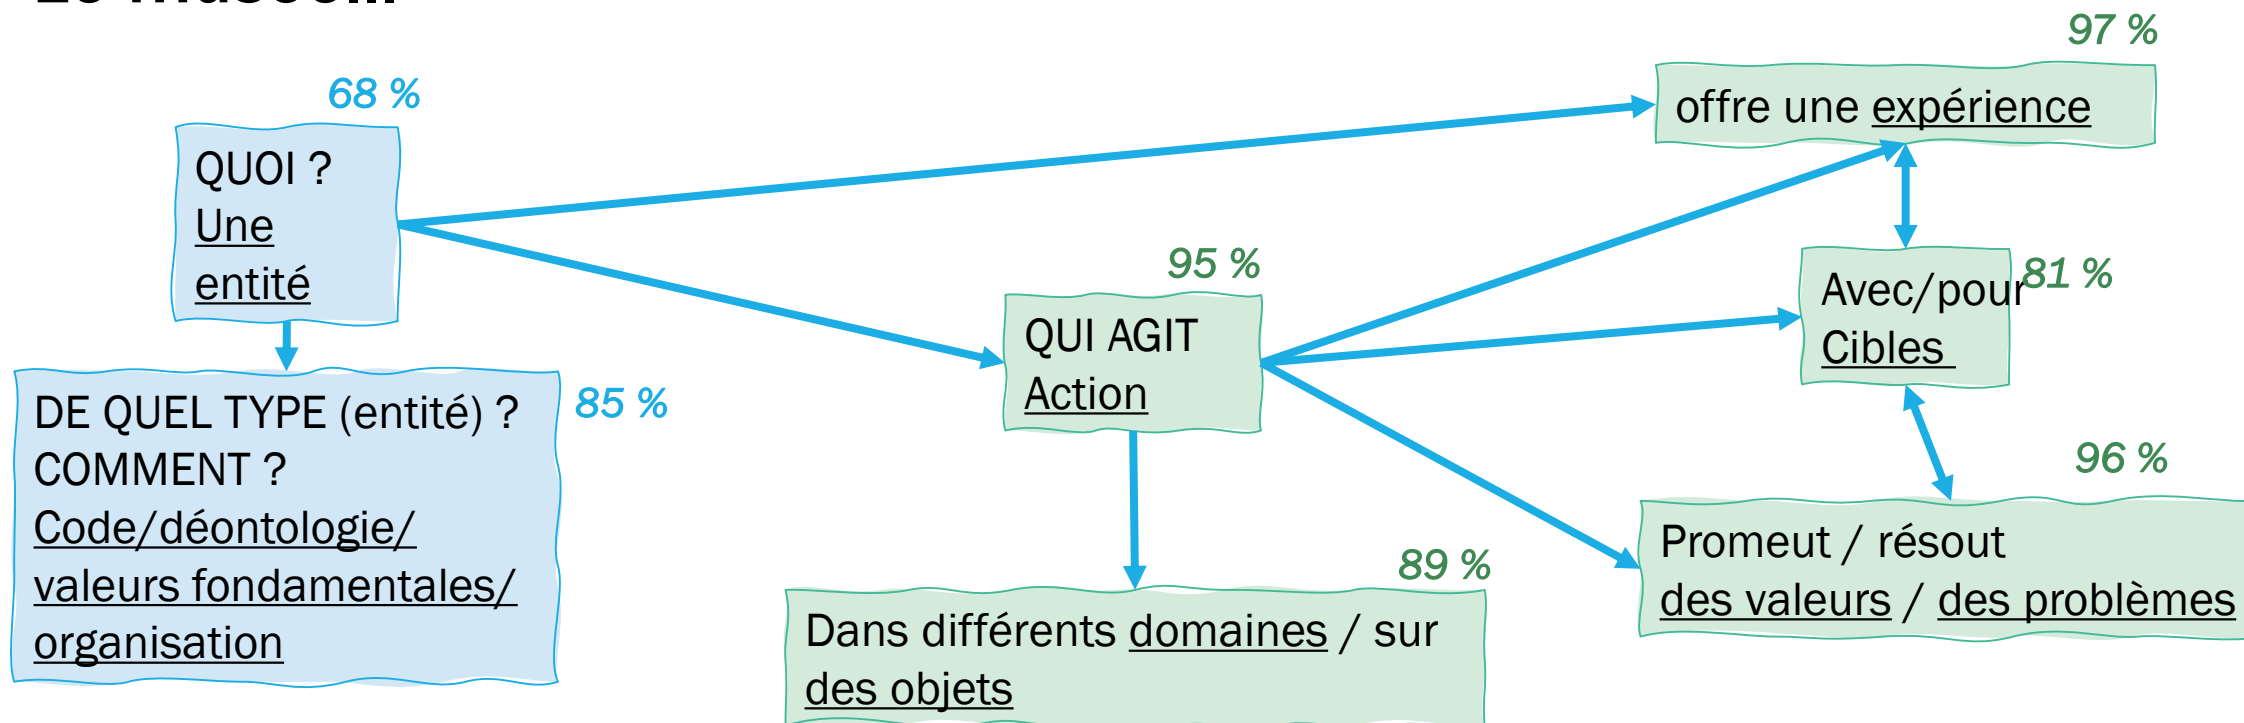 Le musée...
97 %
offre une expérience
68 %
QUOI ?
Une
entité
95 %
QUI AGIT
Action
Avec/pour
81 %
Cibles
85 %
DE QUEL TYPE (entité) ?
COMMENT ?
Code/déontologie/
valeurs fondamentales/
organisation
96 %
Promeut / résout
des valeurs / des problèmes
89 %
Dans différents domaines / sur
des objets